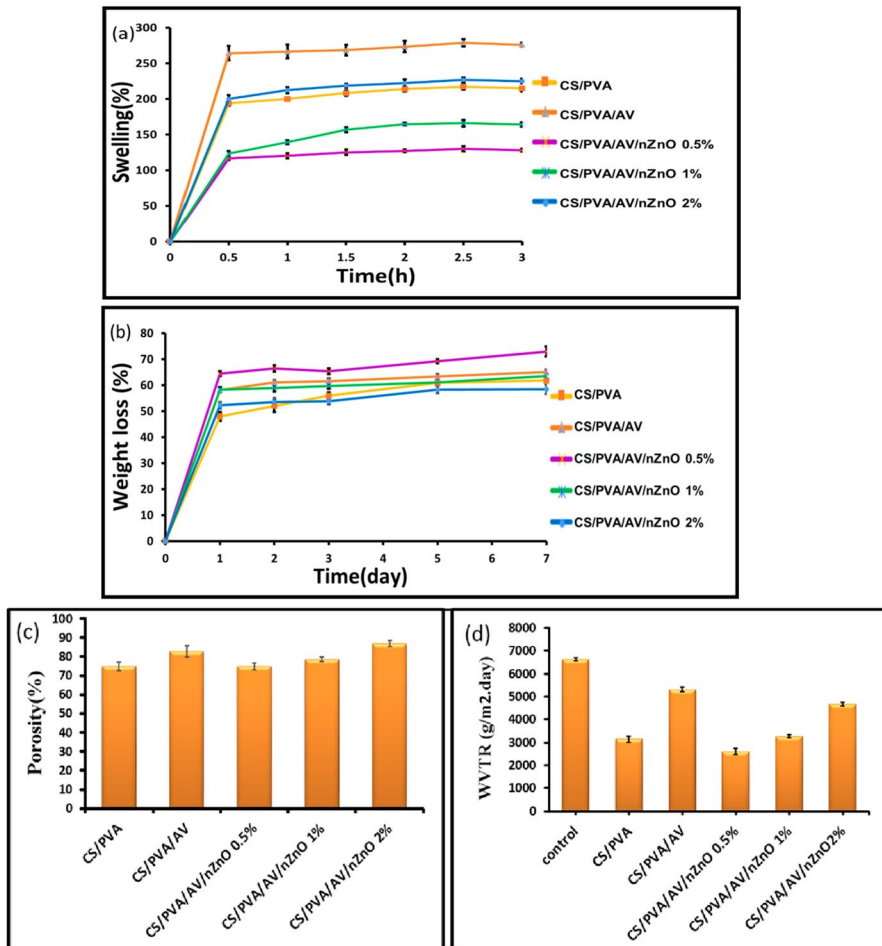 (a)
Swelling(%)
300
250
200
150
100
50
0
0 0.5 1 1.5 2 2.5 3
Time(h)
CS/PVA
CS/PVA/AV
CS/PVA/AV/nZnO 0.5%
CS/PVA/AV/nZnO 1%
CS/PVA/AV/nZnO 2%
(b)
Weight loss (%)
80
70
60
50
40
30
20
10
0
0 1 2 3 4 5 6 7
Time(day)
CS/PVA
CS/PVA/AV
CS/PVA/AV/nZnO 0.5%
CS/PVA/AV/nZnO 1%
CS/PVA/AV/nZnO 2%
(c)
Porosity(%)
100
90
80
70
60
50
40
30
20
10
0
CS/PVA
CS/PVA/AV
CS/PVA/AV/nZnO 0.5%
CS/PVA/AV/nZnO 1%
CS/PVA/AV/nZnO 2%
(d)
WVTR (g/m2.day)
8000
7000
6000
5000
4000
3000
2000
1000
0
control
CS/PVA
CS/PVA/AV
CS/PVA/AV/nZnO 0.5%
CS/PVA/AV/nZnO 1%
CS/PVA/AV/nZnO2%